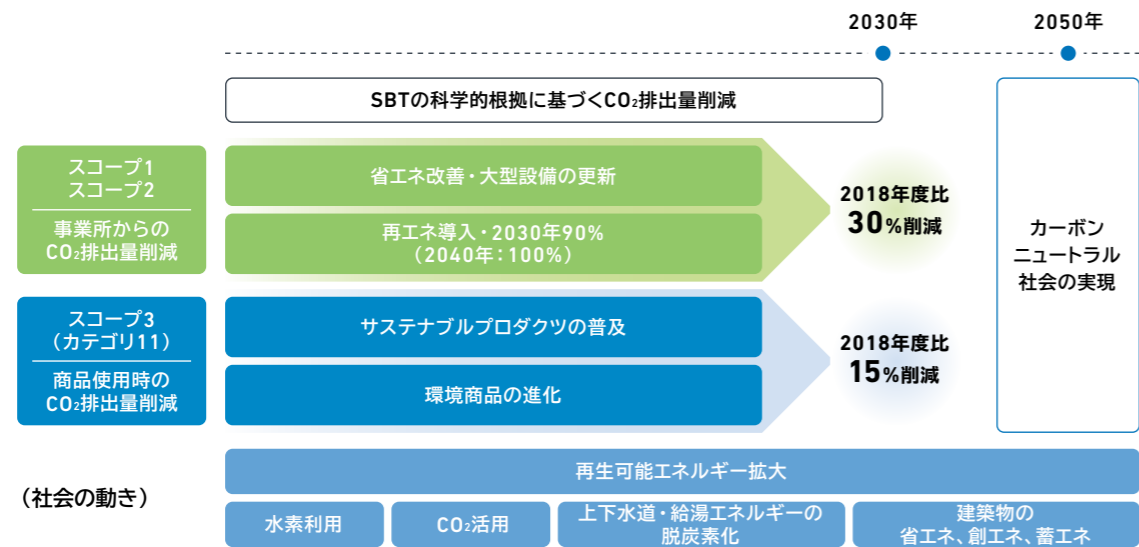 2030年
2050年
SBTの科学的根拠に基づくCO₂排出量削減
スコープ1
スコープ2
事業所からの
CO₂排出量削減
省エネ改善・大型設備の更新
再エネ導入・2030年90%
（2040年：100%）
2018年度比
30%削減
スコープ3
（カテゴリ11）
商品使用時の
CO₂排出量削減
サステナブルプロダクツの普及
環境商品の進化
2018年度比
15%削減
カーボン
ニュートラル
社会の実現
（社会の動き）
再生可能エネルギー拡大
水素利用
CO₂活用
上下水道・給湯エネルギーの
脱炭素化
建築物の
省エネ、創エネ、蓄エネ